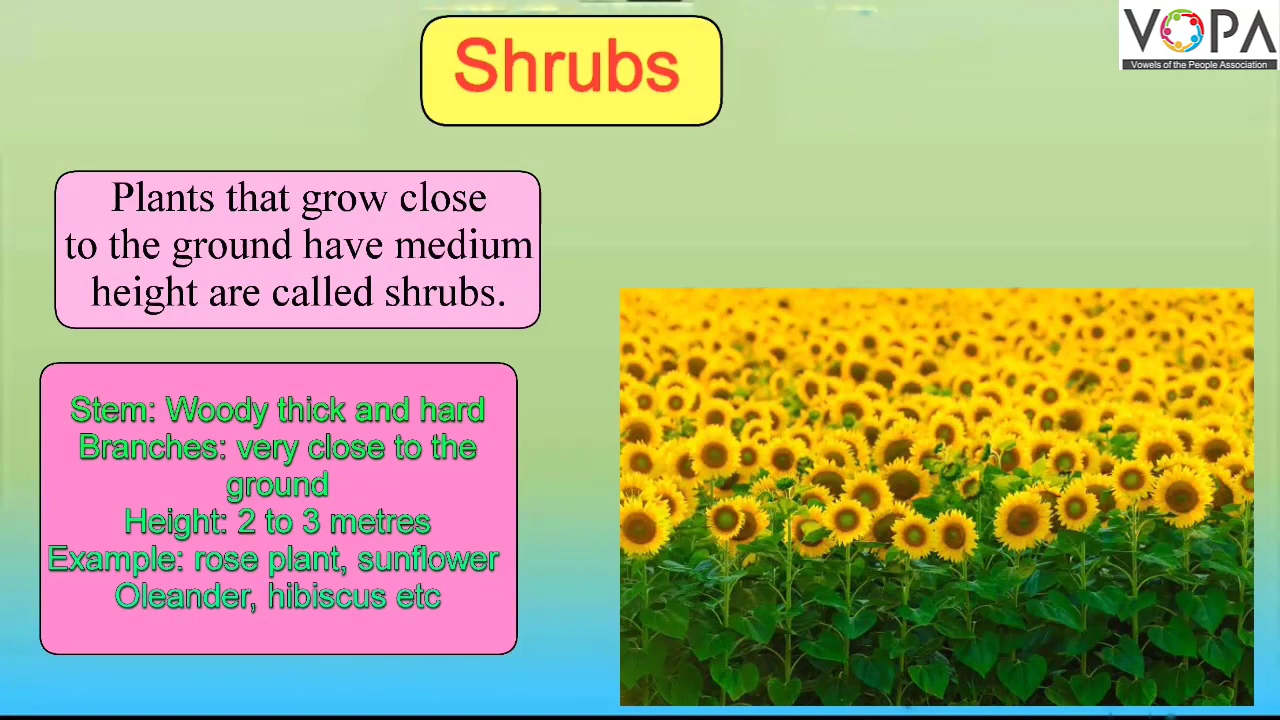 Shrubs
VOPA
Vowels of the People Association
Plants that grow close
to the ground have medium
height are called shrubs.
Stem: Woody thick and hard
Branches: very close to the
ground
Height: 2 to 3 metres
Example: rose plant, sunflower
Oleander, hibiscus etc